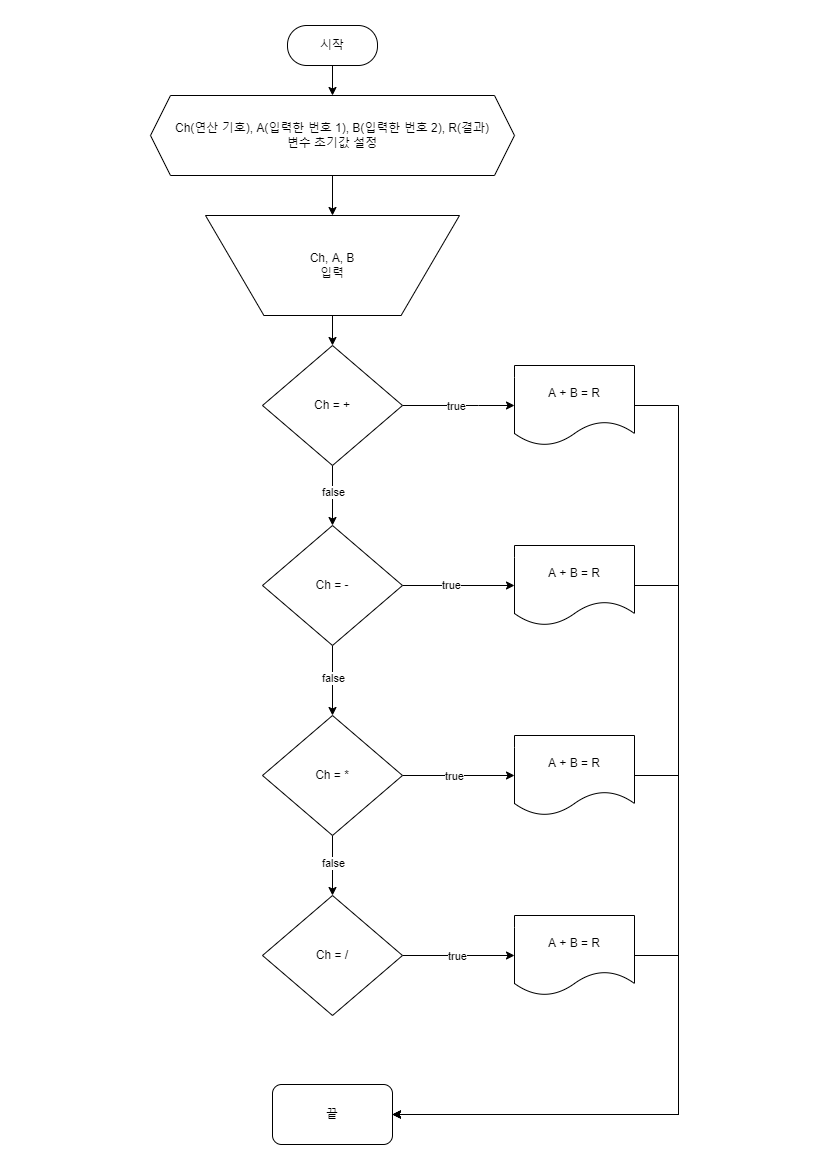 시작
Ch(연산 기호), A(입력한 번호 1), B(입력한 번호 2), R(결과)
변수 초기값 설정
Ch, A, B
입력
Ch = +
true
A + B = R
false
Ch = -
true
A + B = R
false
Ch = *
true
A + B = R
false
Ch = /
true
A + B = R
끝